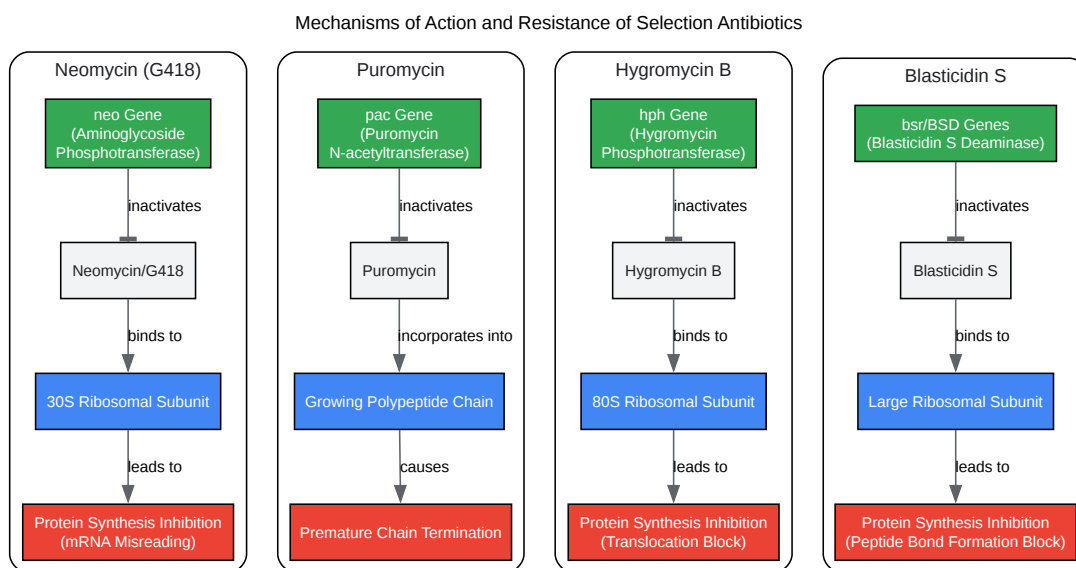 Mechanisms of Action and Resistance of Selection Antibiotics
Neomycin (G418)
neo Gene
(Aminoglycoside
Phosphotransferase)
inactivates
Neomycin/G418
binds to
30S Ribosomal Subunit
leads to
Protein Synthesis Inhibition
(mRNA Misreading)
Puromycin
pac Gene
(Puromycin
N-acetyltransferase)
inactivates
Puromycin
incorporates into
Growing Polypeptide Chain
causes
Premature Chain Termination
Hygromycin B
hph Gene
(Hygromycin
Phosphotransferase)
inactivates
Hygromycin B
binds to
80S Ribosomal Subunit
leads to
Protein Synthesis Inhibition
(Translocation Block)
Blasticidin S
bsr/BSD Genes
(Blasticidin S Deaminase)
inactivates
Blasticidin S
binds to
Large Ribosomal Subunit
leads to
Protein Synthesis Inhibition
(Peptide Bond Formation Block)